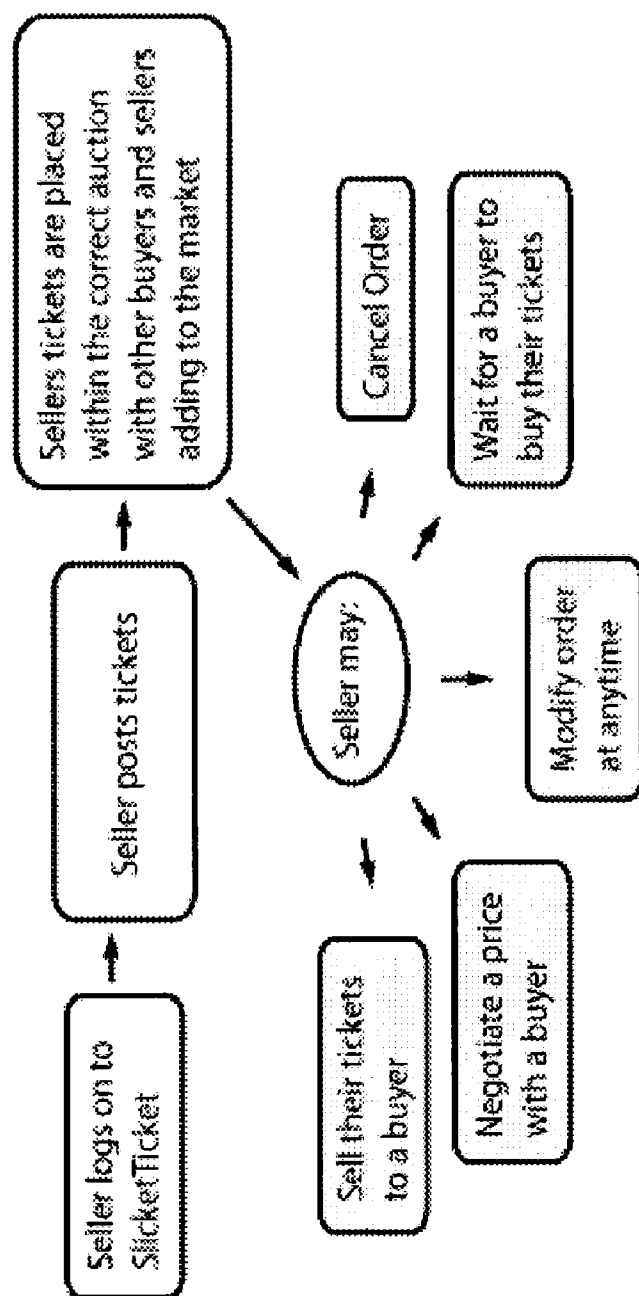 Seller logs on to
SlicketTicket
Seller posts tickets
Sellers tickets are placed
within the correct auction
with other buyers and sellers
adding to the market
Seller may:
Sell their tickets
to a buyer
Negotiate a price
with a buyer
Modify order
at anytime
Wait for a buyer to
buy their tickets
Cancel Order